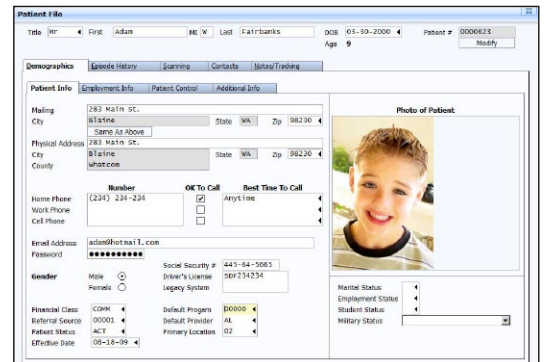 Patient File
Title Mr First Adam MI W Last Fairbanks DOB 03-30-2000 Patient # 0000023
Age 9 Modify
Demographics Episode History Scanning Contacts Notes/Tracking
Patient Info Employment Info Patient Control Additional Info
Mailing 283 Main St. Photo of Patient
City Blaine State WA Zip 98230
Same As Above
Physical Address 283 Main St.
City Blaine State WA Zip 98230
County Whatcom
Number OK To Call Best Time To Call
Home Phone (234) 234-234 Anytime
Work Phone
Cell Phone
Email Address adam@hotmail.com
Password
Social Security # 445-64-5665
Gender Male Driver's License SDF234234
Female Legacy System
Marital Status
Employment Status
Student Status
Military Status
Financial Class COMM Default Progam D0000
Referral Source 00001 Default Provider AL
Patient Status ACT Primary Location 02
Effective Date 08-18-09